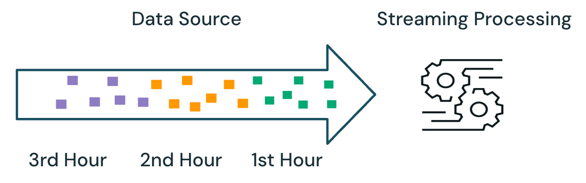 Data Source
Streaming Processing
3rd Hour
2nd Hour
1st Hour